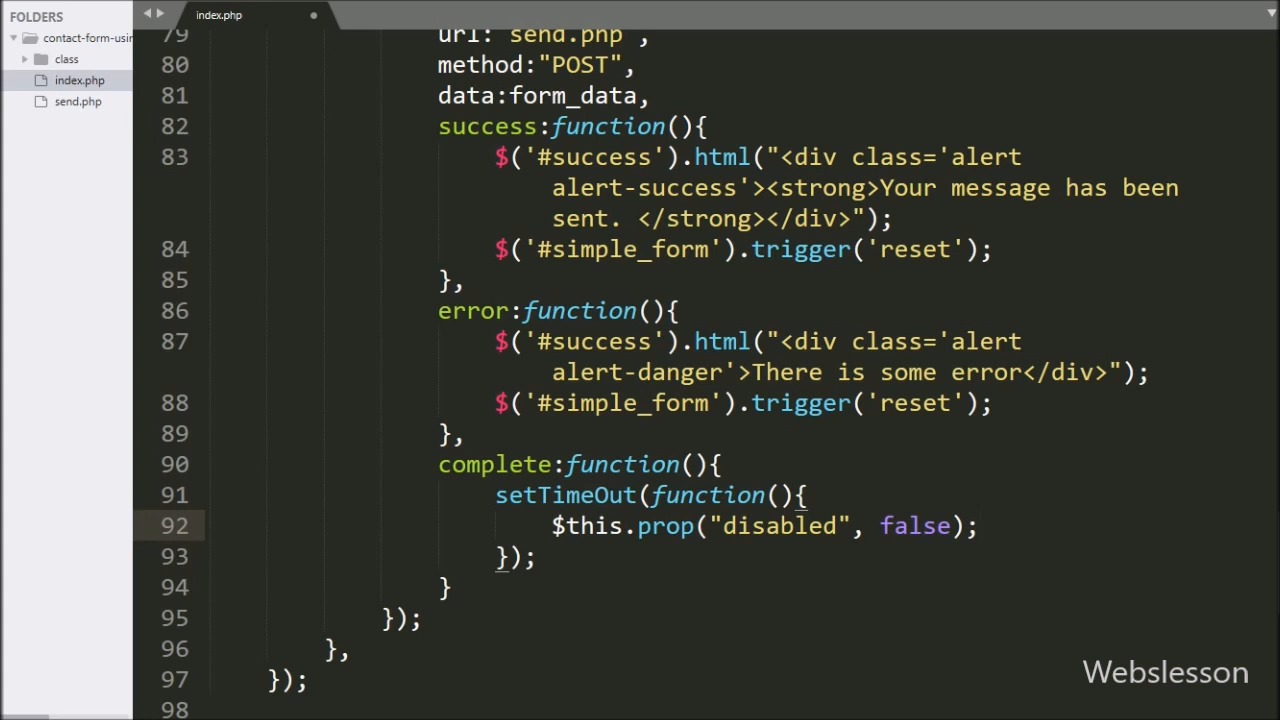 FOLDERS
contact-form-usin
class
index.php
send.php
index.php
79 url:"send.php",
80 method:"POST",
81 data:form_data,
82 success:function(){
83 $('#success').html("<div class='alert
alert-success'><strong>Your message has been
sent. </strong></div>");
84 $('#simple_form').trigger('reset');
85 },
86 error:function(){
87 $('#success').html("<div class='alert
alert-danger'>There is some error</div>");
88 $('#simple_form').trigger('reset');
89 },
90 complete:function(){
91 setTimeOut(function(){
92 $this.prop("disabled", false);
93 });
94 }
95 });
96 },
97 });
98
Webslesson